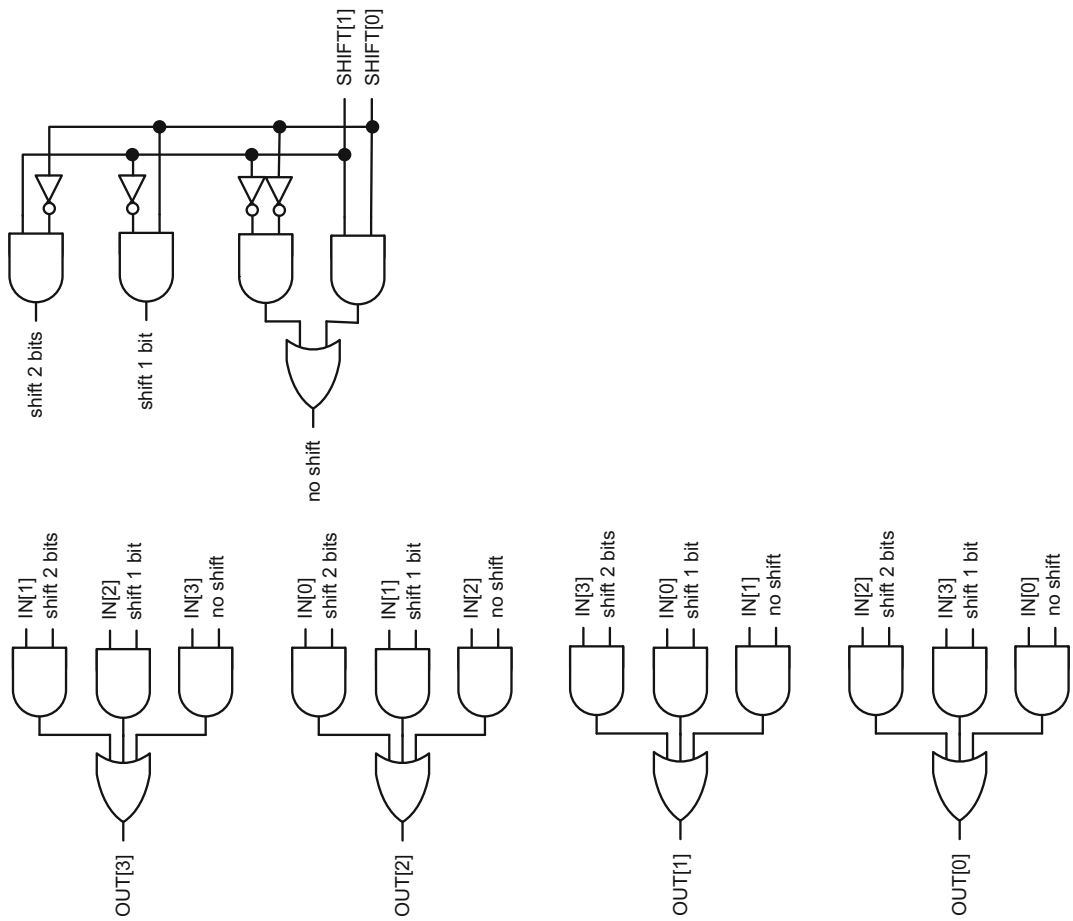 SHIFT[1]
SHIFT[0]
shift 2 bits
shift 1 bit
no shift
IN[1]
shift 2 bits
IN[2]
shift 1 bit
IN[3]
no shift
IN[0]
shift 2 bits
IN[1]
shift 1 bit
IN[2]
no shift
IN[3]
shift 2 bits
IN[0]
shift 1 bit
IN[1]
no shift
IN[2]
shift 2 bits
IN[3]
shift 1 bit
IN[0]
no shift
OUT[3]
OUT[2]
OUT[1]
OUT[0]